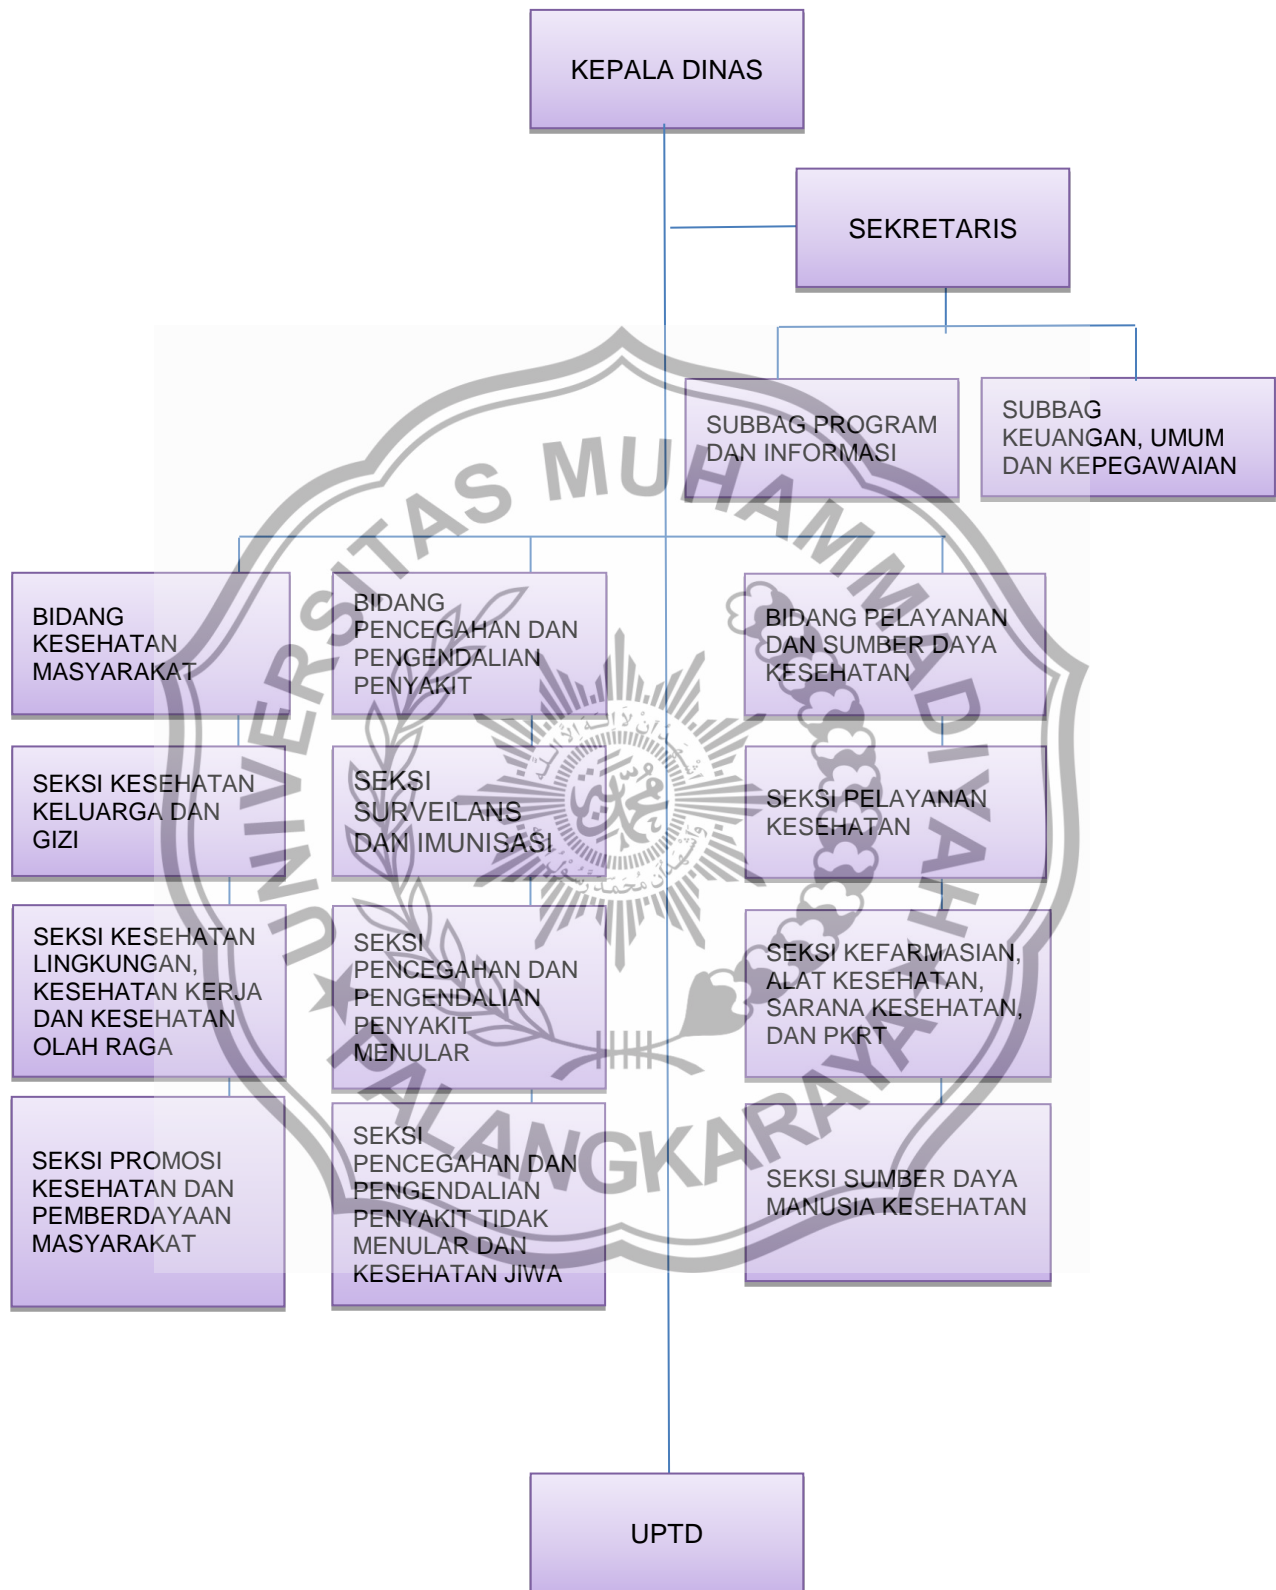 KEPALA DINAS
SEKRETARIS
SUBBAG PROGRAM
DAN INFORMASI
SUBBAG
KEUANGAN, UMUM
DAN KEPEGAWAIAN
BIDANG
KESEHATAN
MASYARAKAT
BIDANG
PENCEGAHAN DAN
PENGENDALIAN
PENYAKIT
BIDANG PELAYANAN
DAN SUMBER DAYA
KESEHATAN
SEKSI KESEHATAN
KELUARGA DAN
GIZI
SEKSI
SURVEILANS
DAN IMUNISASI
SEKSI PELAYANAN
KESEHATAN
SEKSI KESEHATAN
LINGKUNGAN,
KESEHATAN KERJA
DAN KESEHATAN
OLAH RAGA
SEKSI
PENCEGAHAN DAN
PENGENDALIAN
PENYAKIT
MENULAR
SEKSI KEFARMASIAN,
ALAT KESEHATAN,
SARANA KESEHATAN,
DAN PKRT
SEKSI PROMOSI
KESEHATAN DAN
PEMBERDAYAAN
MASYARAKAT
SEKSI
PENCEGAHAN DAN
PENGENDALIAN
PENYAKIT TIDAK
MENULAR DAN
KESEHATAN JIWA
SEKSI SUMBER DAYA
MANUSIA KESEHATAN
UPTD
UNIVERSITAS MUHAMMADIYAH
PALANGKARAYA